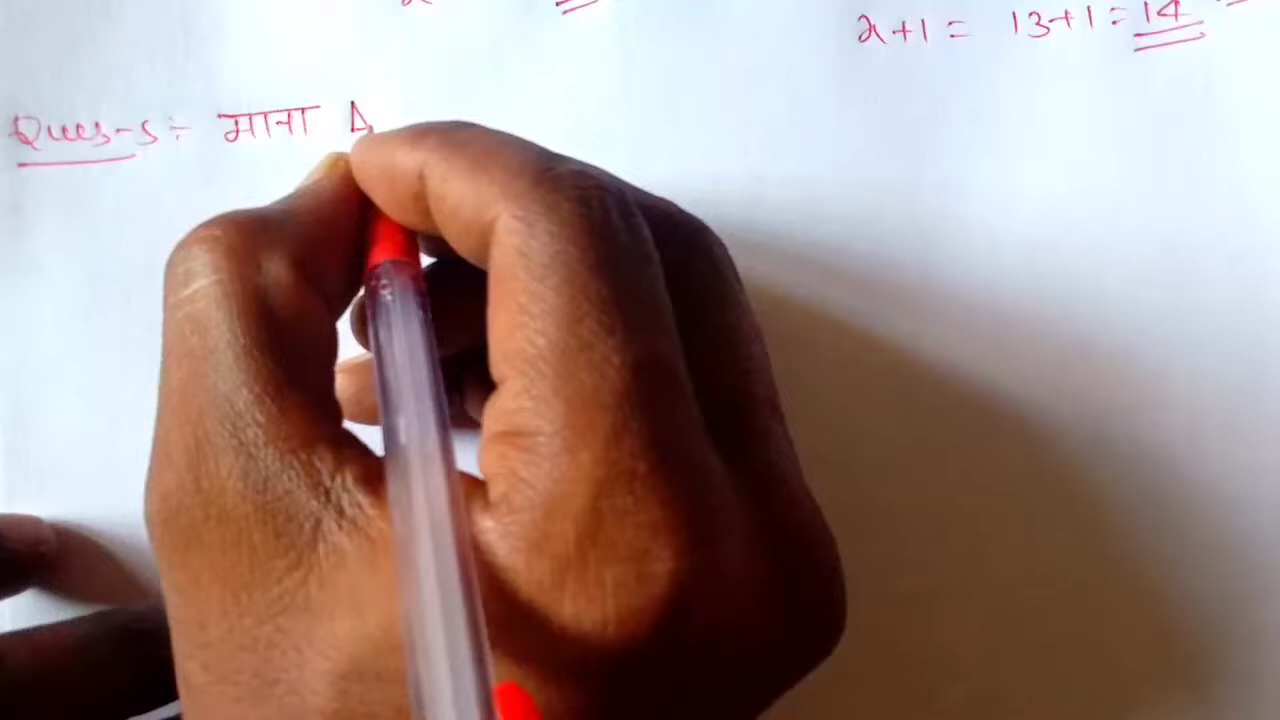 x+1 = 13+1 = 14
Ques-5:- माना Δ